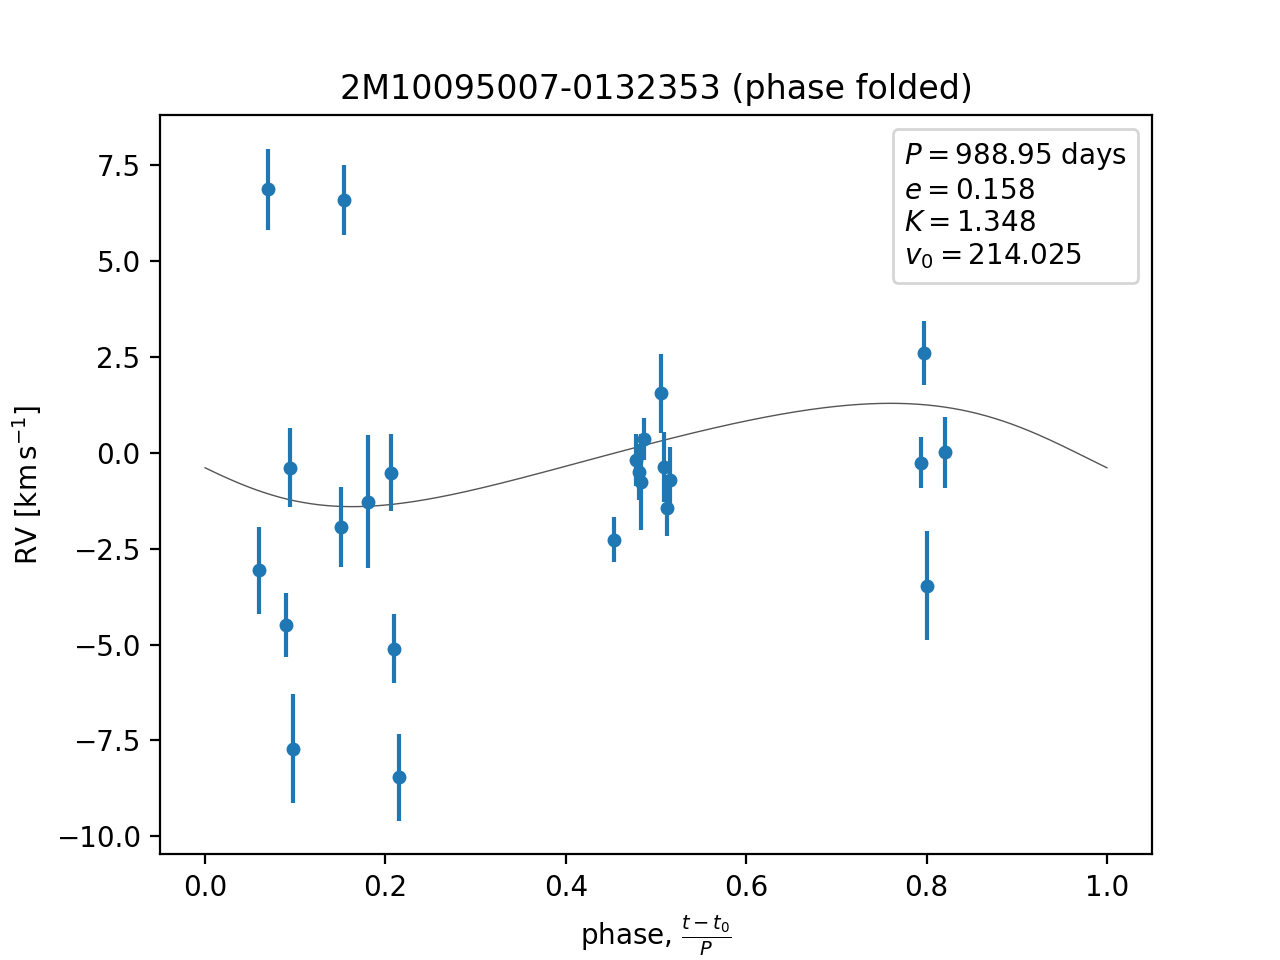 2M10095007-0132353 (phase folded)
P = 988.95 days
e = 0.158
K = 1.348
v₀ = 214.025
RV [km s⁻¹]
7.5
5.0
2.5
0.0
−2.5
−5.0
−7.5
−10.0
0.0 0.2 0.4 0.6 0.8 1.0
phase, (t − t₀)/P